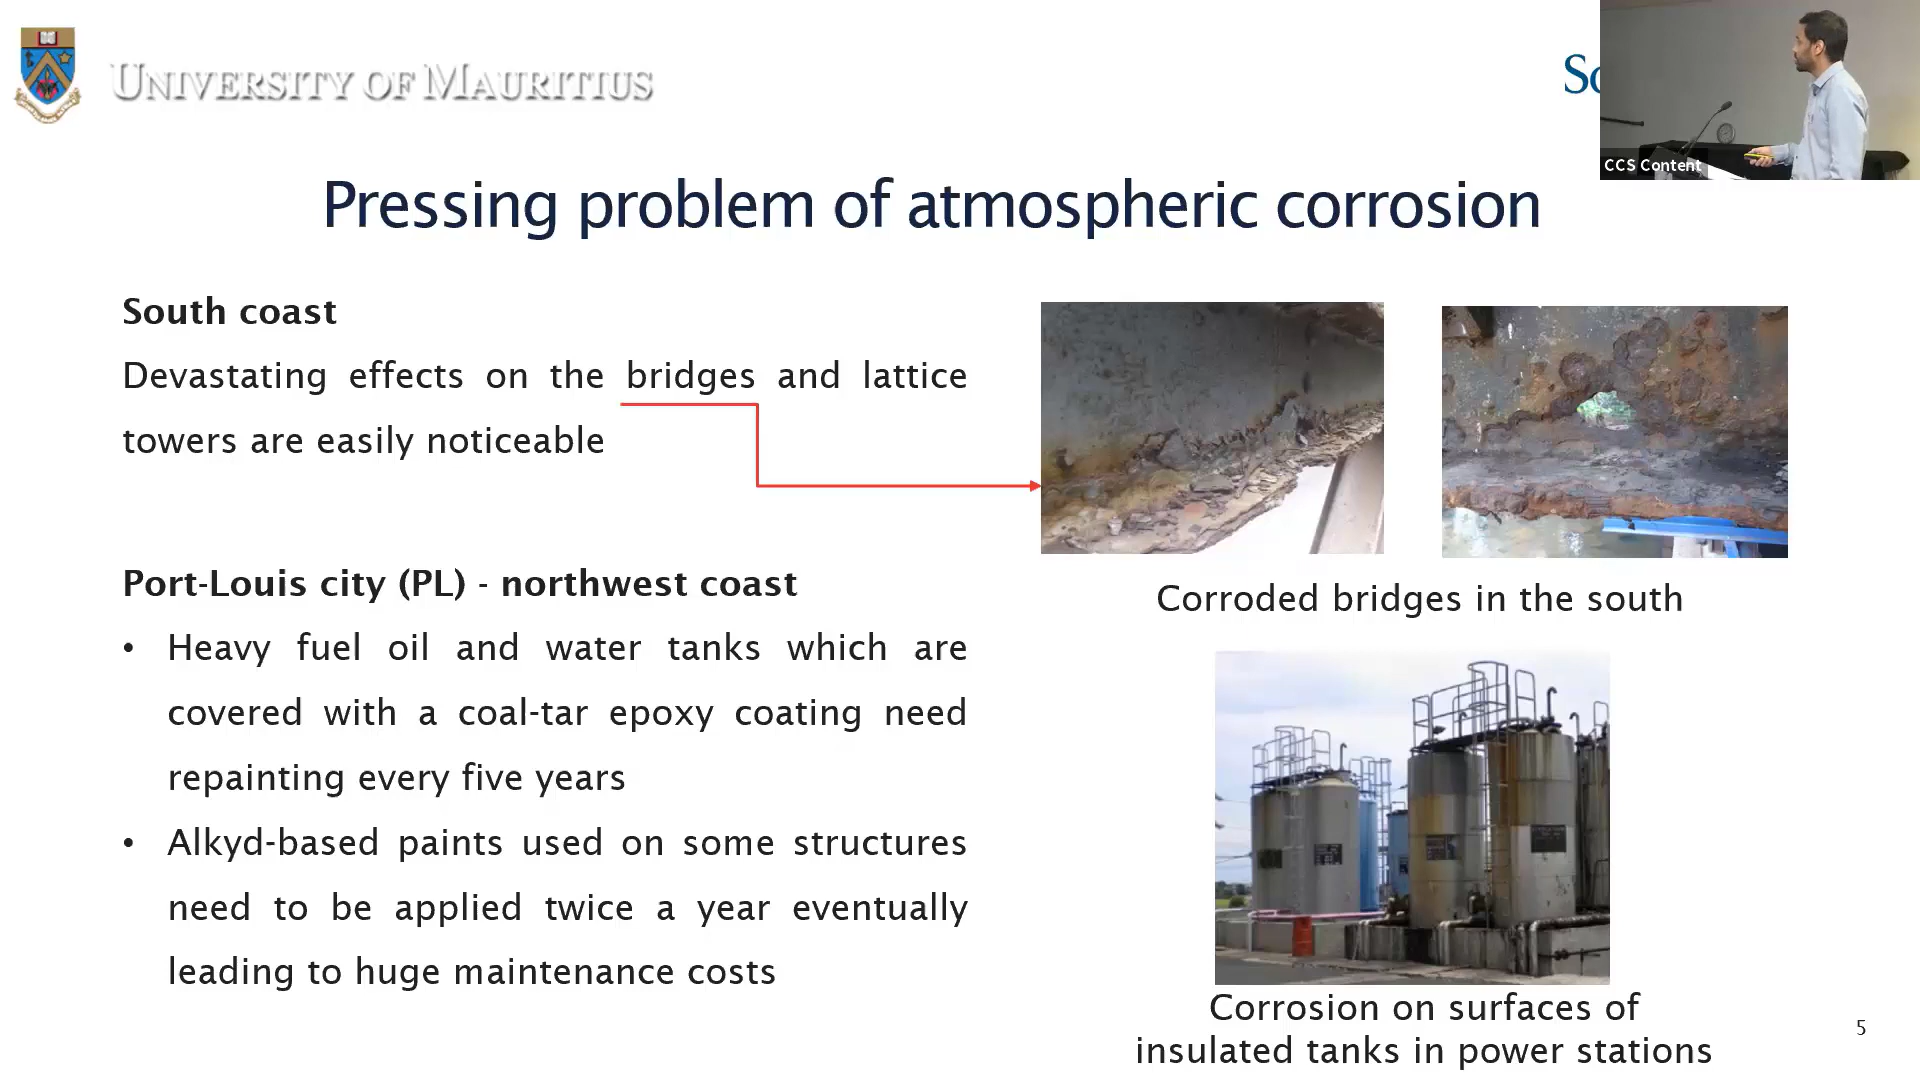 UNIVERSITY OF MAURITIUS
CCS Content
Pressing problem of atmospheric corrosion
South coast
Devastating effects on the bridges and lattice
towers are easily noticeable
Port-Louis city (PL) - northwest coast
• Heavy fuel oil and water tanks which are
covered with a coal-tar epoxy coating need
repainting every five years
• Alkyd-based paints used on some structures
need to be applied twice a year eventually
leading to huge maintenance costs
Corroded bridges in the south
Corrosion on surfaces of
insulated tanks in power stations
5